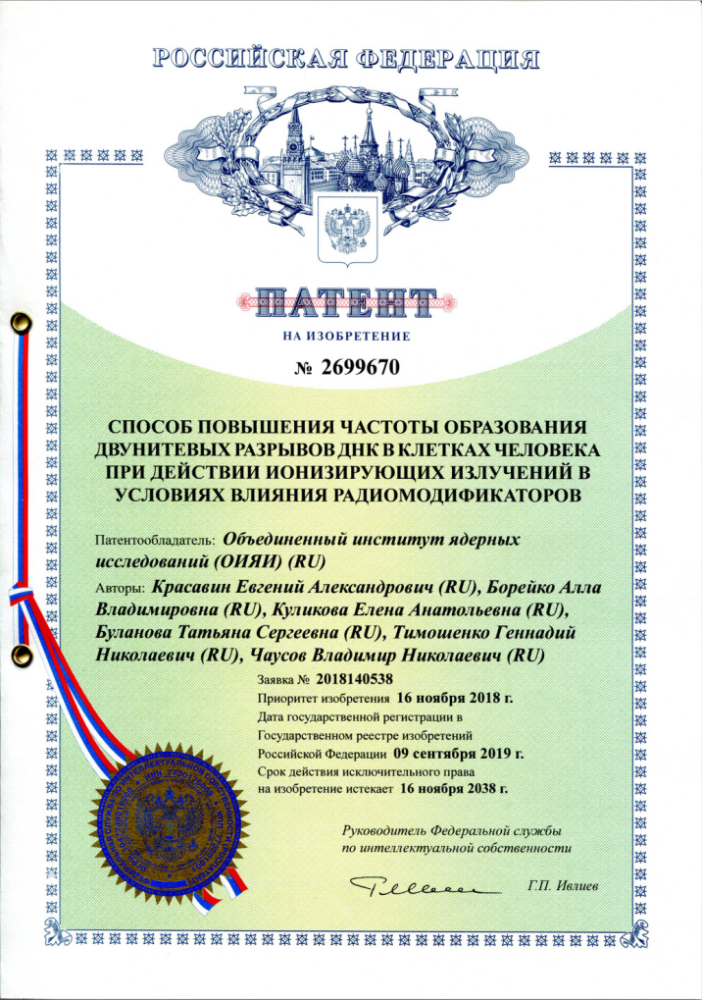 РОССИЙСКАЯ ФЕДЕРАЦИЯ
ПАТЕНТ
НА ИЗОБРЕТЕНИЕ
№ 2699670
СПОСОБ ПОВЫШЕНИЯ ЧАСТОТЫ ОБРАЗОВАНИЯ
ДВУНИТЕВЫХ РАЗРЫВОВ ДНК В КЛЕТКАХ ЧЕЛОВЕКА
ПРИ ДЕЙСТВИИ ИОНИЗИРУЮЩИХ ИЗЛУЧЕНИЙ В
УСЛОВИЯХ ВЛИЯНИЯ РАДИОМОДИФИКАТОРОВ
Патентообладатель: Объединенный институт ядерных
исследований (ОИЯИ) (RU)
Авторы: Красавин Евгений Александрович (RU), Борейко Алла
Владимировна (RU), Куликова Елена Анатольевна (RU),
Буланова Татьяна Сергеевна (RU), Тимошенко Геннадий
Николаевич (RU), Чаусов Владимир Николаевич (RU)
Заявка № 2018140538
Приоритет изобретения 16 ноября 2018 г.
Дата государственной регистрации в
Государственном реестре изобретений
Российской Федерации 09 сентября 2019 г.
Срок действия исключительного права
на изобретение истекает 16 ноября 2038 г.
Руководитель Федеральной службы
по интеллектуальной собственности
Г.П. Ивлиев